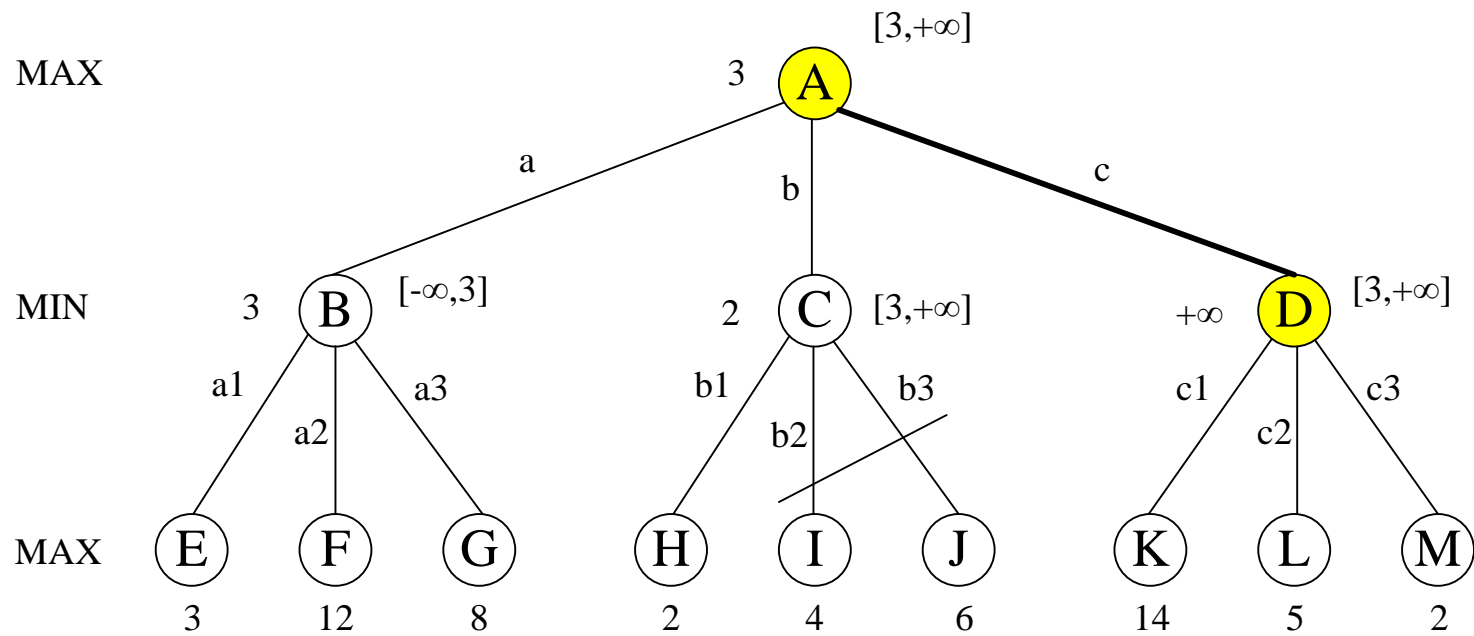 [3,+∞]
MAX 3 A
a b c
MIN 3 B [-∞,3] 2 C [3,+∞] +∞ D [3,+∞]
a1 a2 a3 b1 b2 b3 c1 c2 c3
MAX E F G H I J K L M
3 12 8 2 4 6 14 5 2